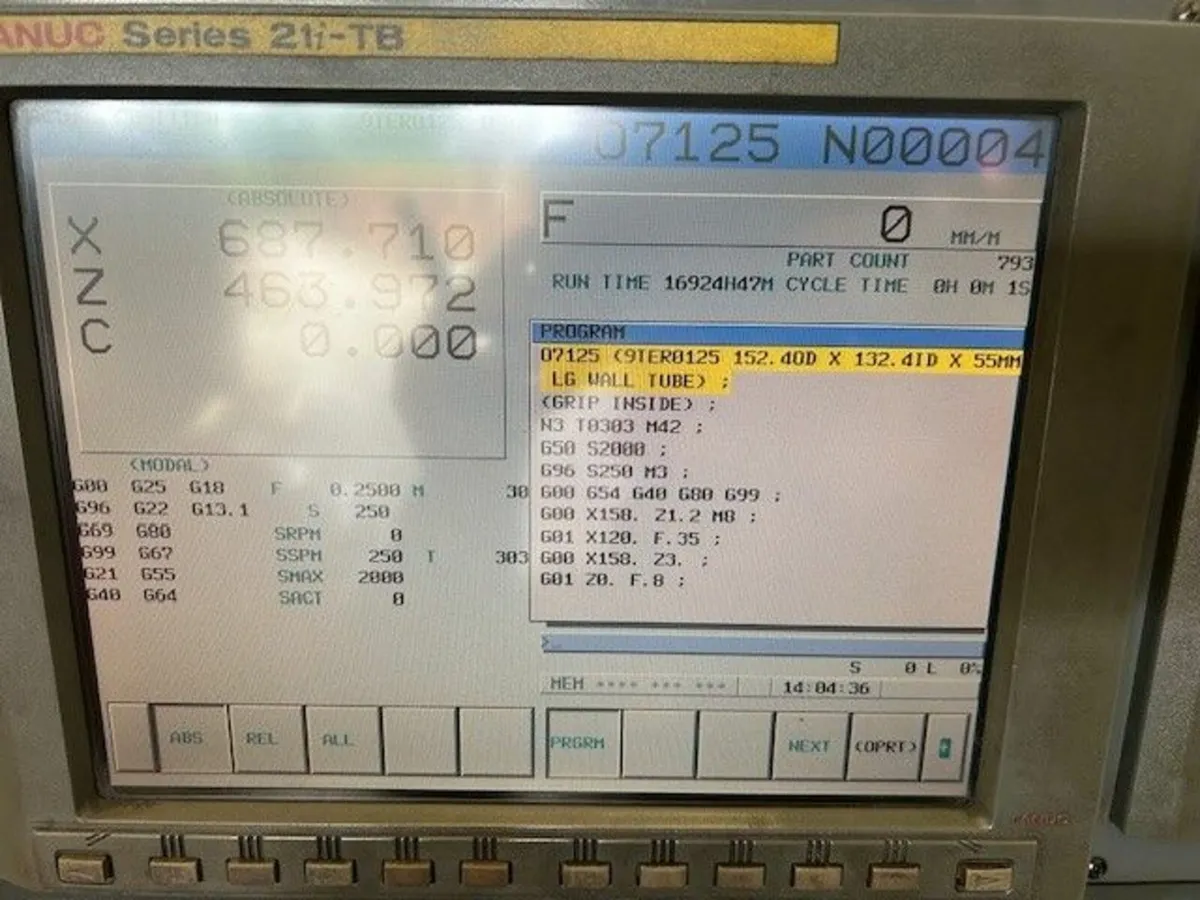 FANUC Series 21i-TB
O7125 N00004
(ABSOLUTE)
X 687.710
Z 463.972
C 0.000
F 0 MM/M
PART COUNT 793
RUN TIME 16924H47M CYCLE TIME 0H 0M 1S
PROGRAM
O7125 (9TER0125 152.4OD X 132.4ID X 55MM
LG WALL TUBE) ;
(GRIP INSIDE) ;
N3 T0303 M42 ;
G50 S2000 ;
G96 S250 M3 ;
G00 G54 G40 G80 G99 ;
G00 X158. Z1.2 M8 ;
G01 X120. F.35 ;
G00 X158. Z3. ;
G01 Z0. F.8 ;
(MODAL)
G00 G25 G18 F 0.2500 M 30
G96 G22 G13.1 S 250
G69 G80 SRPM 0
G99 G67 SSPM 250 T 303
G21 G55 SMAX 2000
G40 G64 SACT 0
>_
S 0 L 0%
MEM **** *** *** 14:04:36
ABS REL ALL PRGRM NEXT (OPRT) +